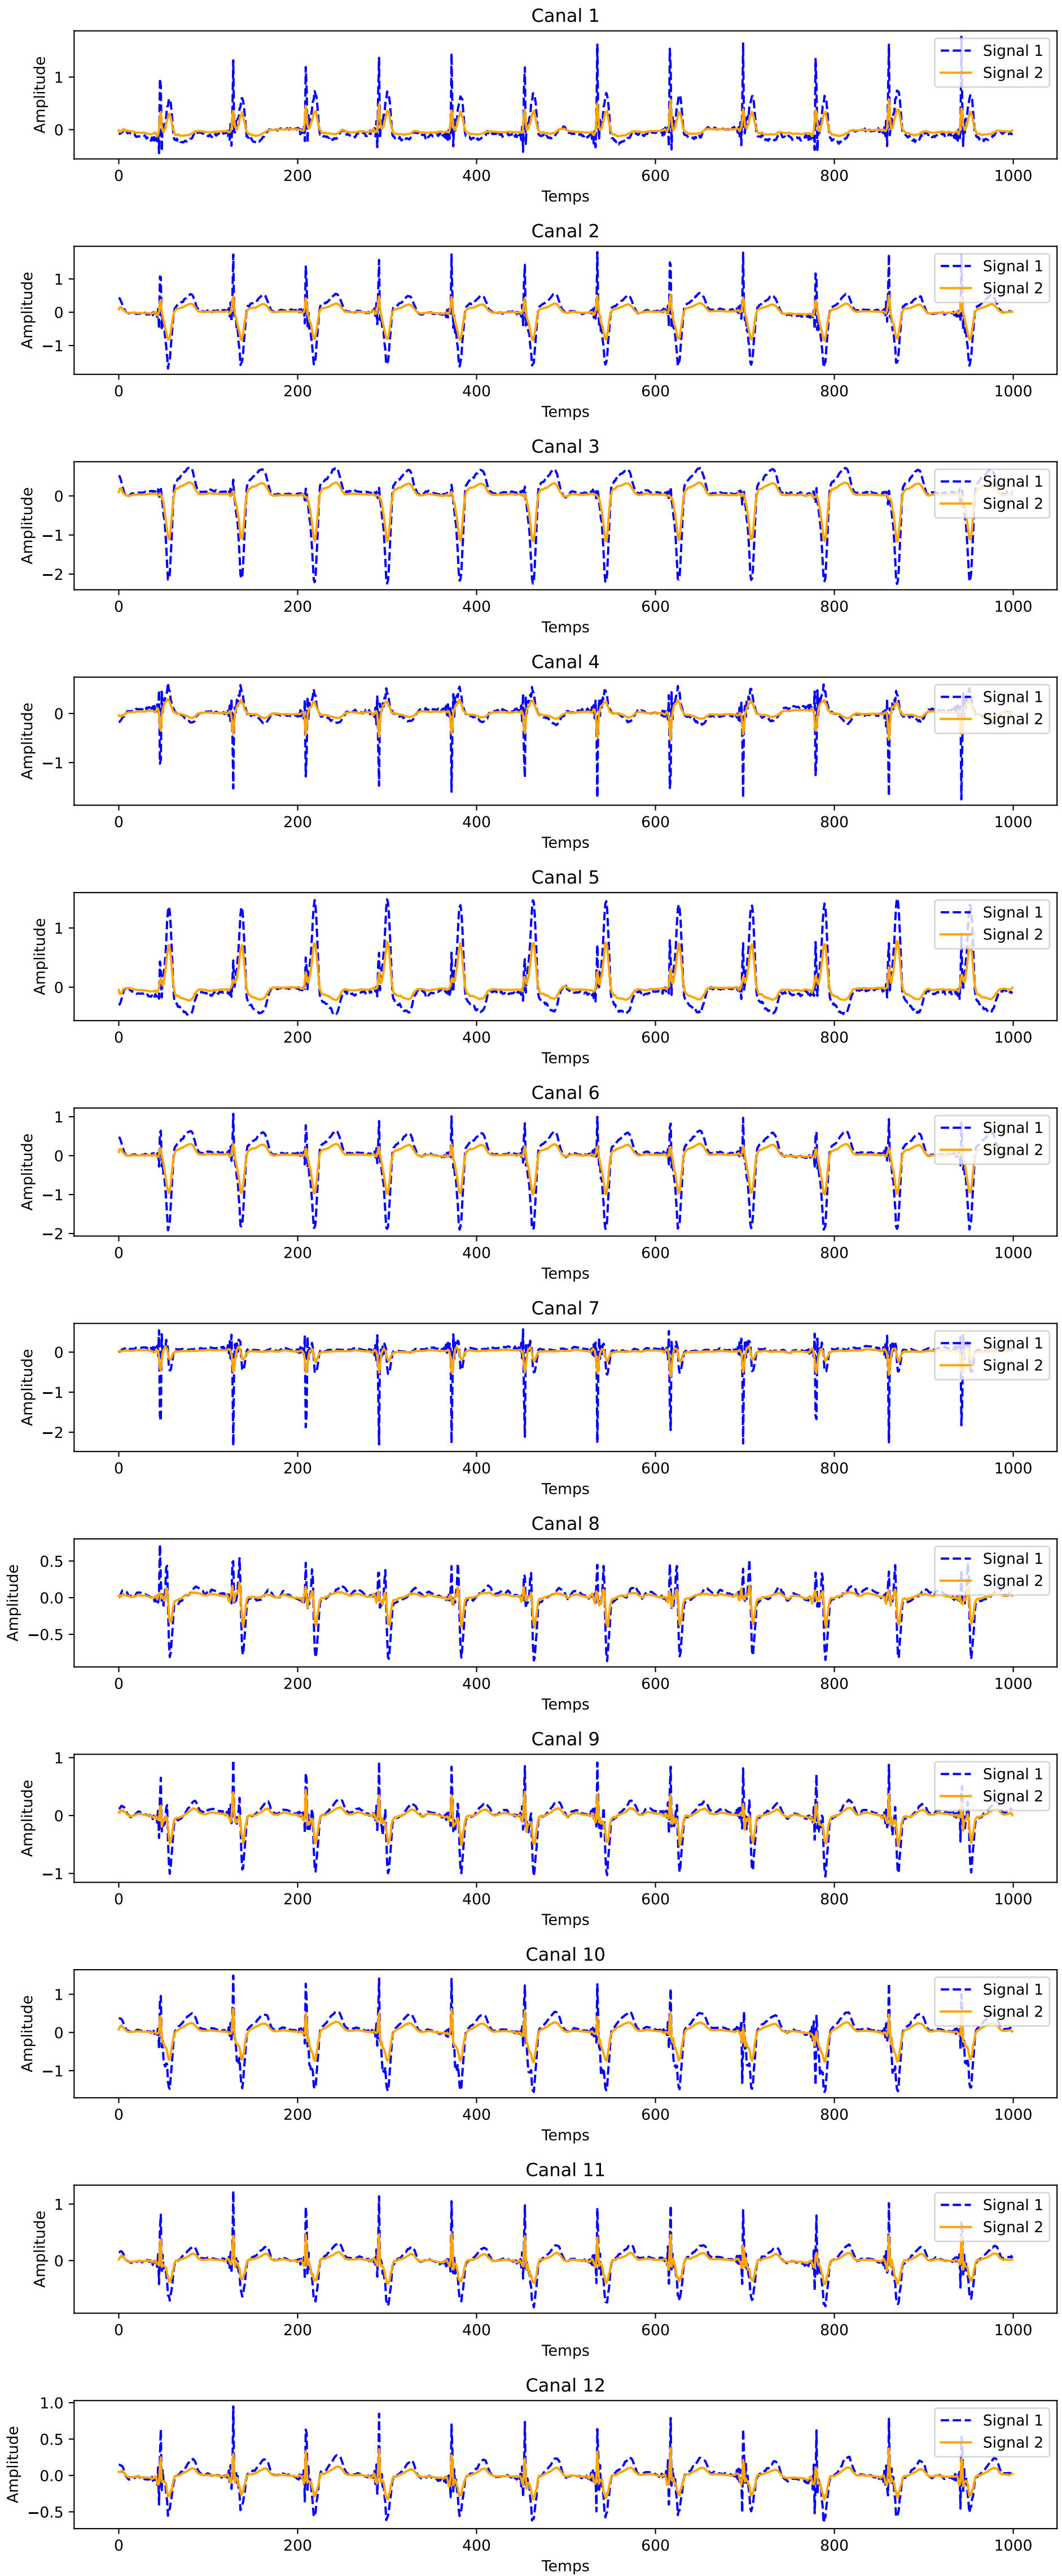 Canal 1
Amplitude
1
0
Signal 1
Signal 2
0 200 400 600 800 1000
Temps
Canal 2
Amplitude
1
0
−1
Signal 1
Signal 2
0 200 400 600 800 1000
Temps
Canal 3
Amplitude
0
−1
−2
Signal 1
Signal 2
0 200 400 600 800 1000
Temps
Canal 4
Amplitude
0
−1
Signal 1
Signal 2
0 200 400 600 800 1000
Temps
Canal 5
Amplitude
1
0
Signal 1
Signal 2
0 200 400 600 800 1000
Temps
Canal 6
Amplitude
1
0
−1
−2
Signal 1
Signal 2
0 200 400 600 800 1000
Temps
Canal 7
Amplitude
0
−1
−2
Signal 1
Signal 2
0 200 400 600 800 1000
Temps
Canal 8
Amplitude
0.5
0.0
−0.5
Signal 1
Signal 2
0 200 400 600 800 1000
Temps
Canal 9
Amplitude
1
0
−1
Signal 1
Signal 2
0 200 400 600 800 1000
Temps
Canal 10
Amplitude
1
0
−1
Signal 1
Signal 2
0 200 400 600 800 1000
Temps
Canal 11
Amplitude
1
0
Signal 1
Signal 2
0 200 400 600 800 1000
Temps
Canal 12
Amplitude
1.0
0.5
0.0
−0.5
Signal 1
Signal 2
0 200 400 600 800 1000
Temps